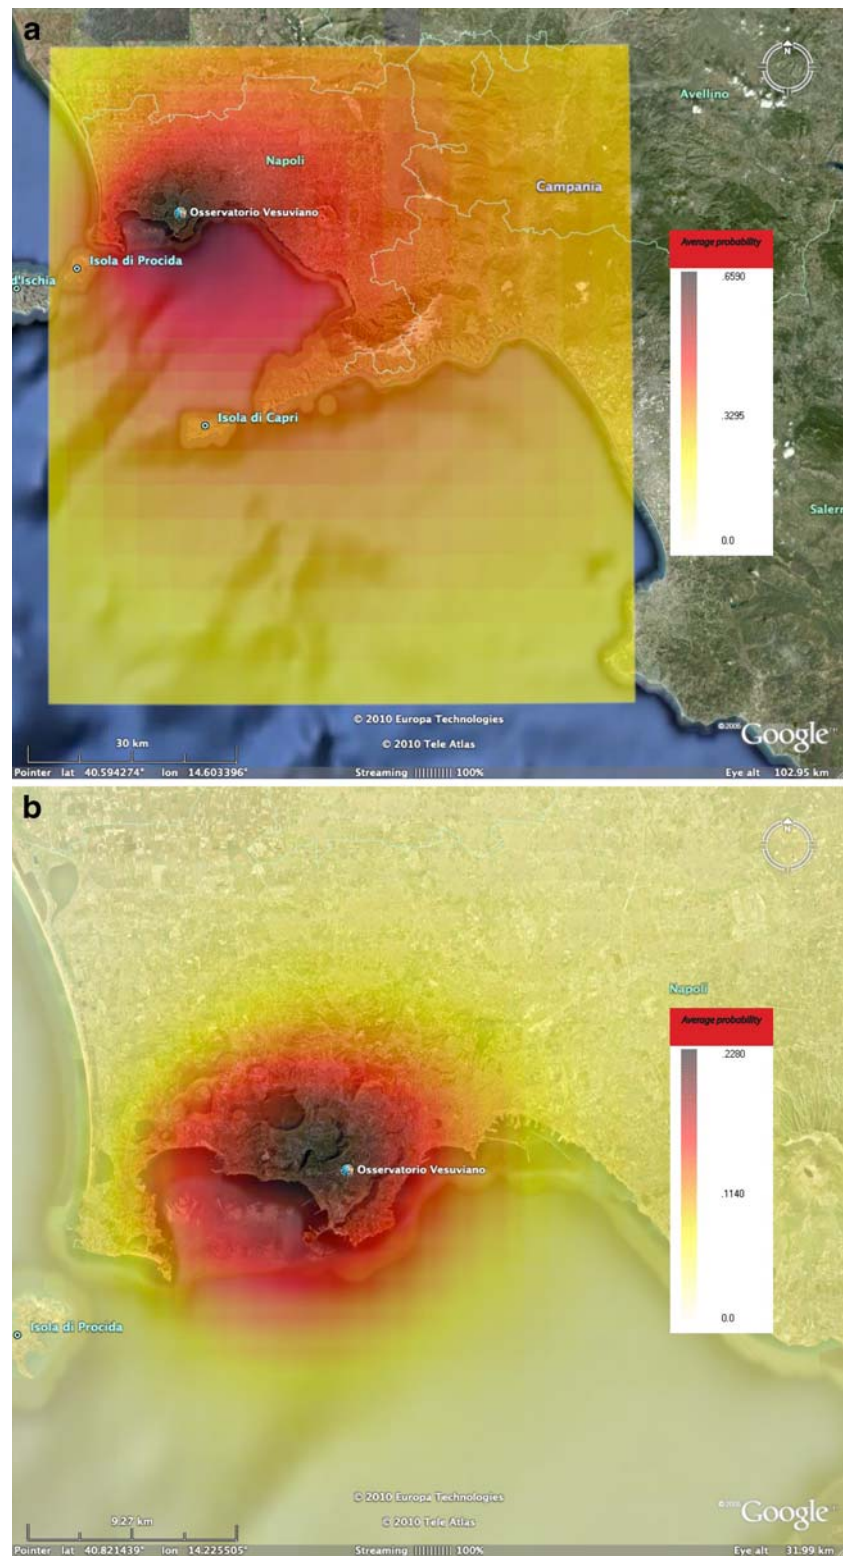 a
N
Avellino
Napoli
Campania
Osservatorio Vesuviano
Average probability
Isola di Procida
.6590
d'Ischia
.3295
Isola di Capri
Salern
0.0
© 2010 Europa Technologies
© 2006 Google™
30 km
© 2010 Tele Atlas
Pointer lat 40.594274° lon 14.603396° Streaming |||||||||| 100% Eye alt 102.95 km
b
N
Napoli
Average probability
.2280
Osservatorio Vesuviano
.1140
0.0
Isola di Procida
© 2010 Europa Technologies
Google™
9.27 km
© 2010 Tele Atlas
Pointer lat 40.821439° lon 14.225505° Streaming |||||||||| 100% Eye alt 31.99 km